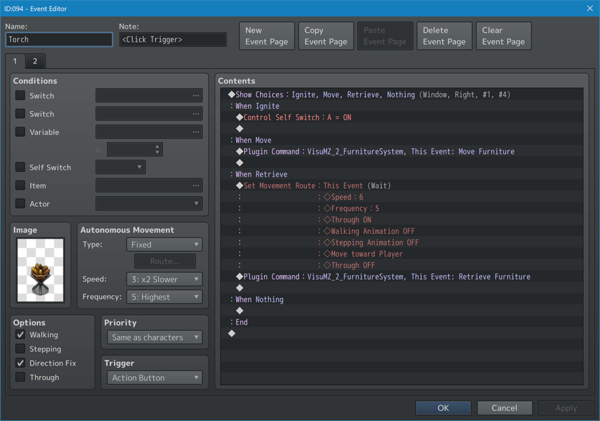 ID:094 - Event Editor
Name:
Torch
Note:
<Click Trigger>
New Event Page
Copy Event Page
Paste Event Page
Delete Event Page
Clear Event Page
1
2
Conditions
Switch
...
Switch
...
Variable
...
Self Switch
Item
...
Actor
Image
Autonomous Movement
Type:
Fixed
Route...
Speed:
3: x2 Slower
Frequency:
5: Highest
Options
Walking
Stepping
Direction Fix
Through
Priority
Same as characters
Trigger
Action Button
Contents
◆Show Choices：Ignite, Move, Retrieve, Nothing (Window, Right, #1, #4)
：When Ignite
◆Control Self Switch：A = ON
◆
：When Move
◆Plugin Command：VisuMZ_2_FurnitureSystem, This Event: Move Furniture
◆
：When Retrieve
◆Set Movement Route：This Event (Wait)
：　：◇Speed：6
：　：◇Frequency：5
：　：◇Through ON
：　：◇Walking Animation OFF
：　：◇Stepping Animation OFF
：　：◇Move toward Player
：　：◇Through OFF
◆Plugin Command：VisuMZ_2_FurnitureSystem, This Event: Retrieve Furniture
◆
：When Nothing
◆
：End
◆
OK
Cancel
Apply